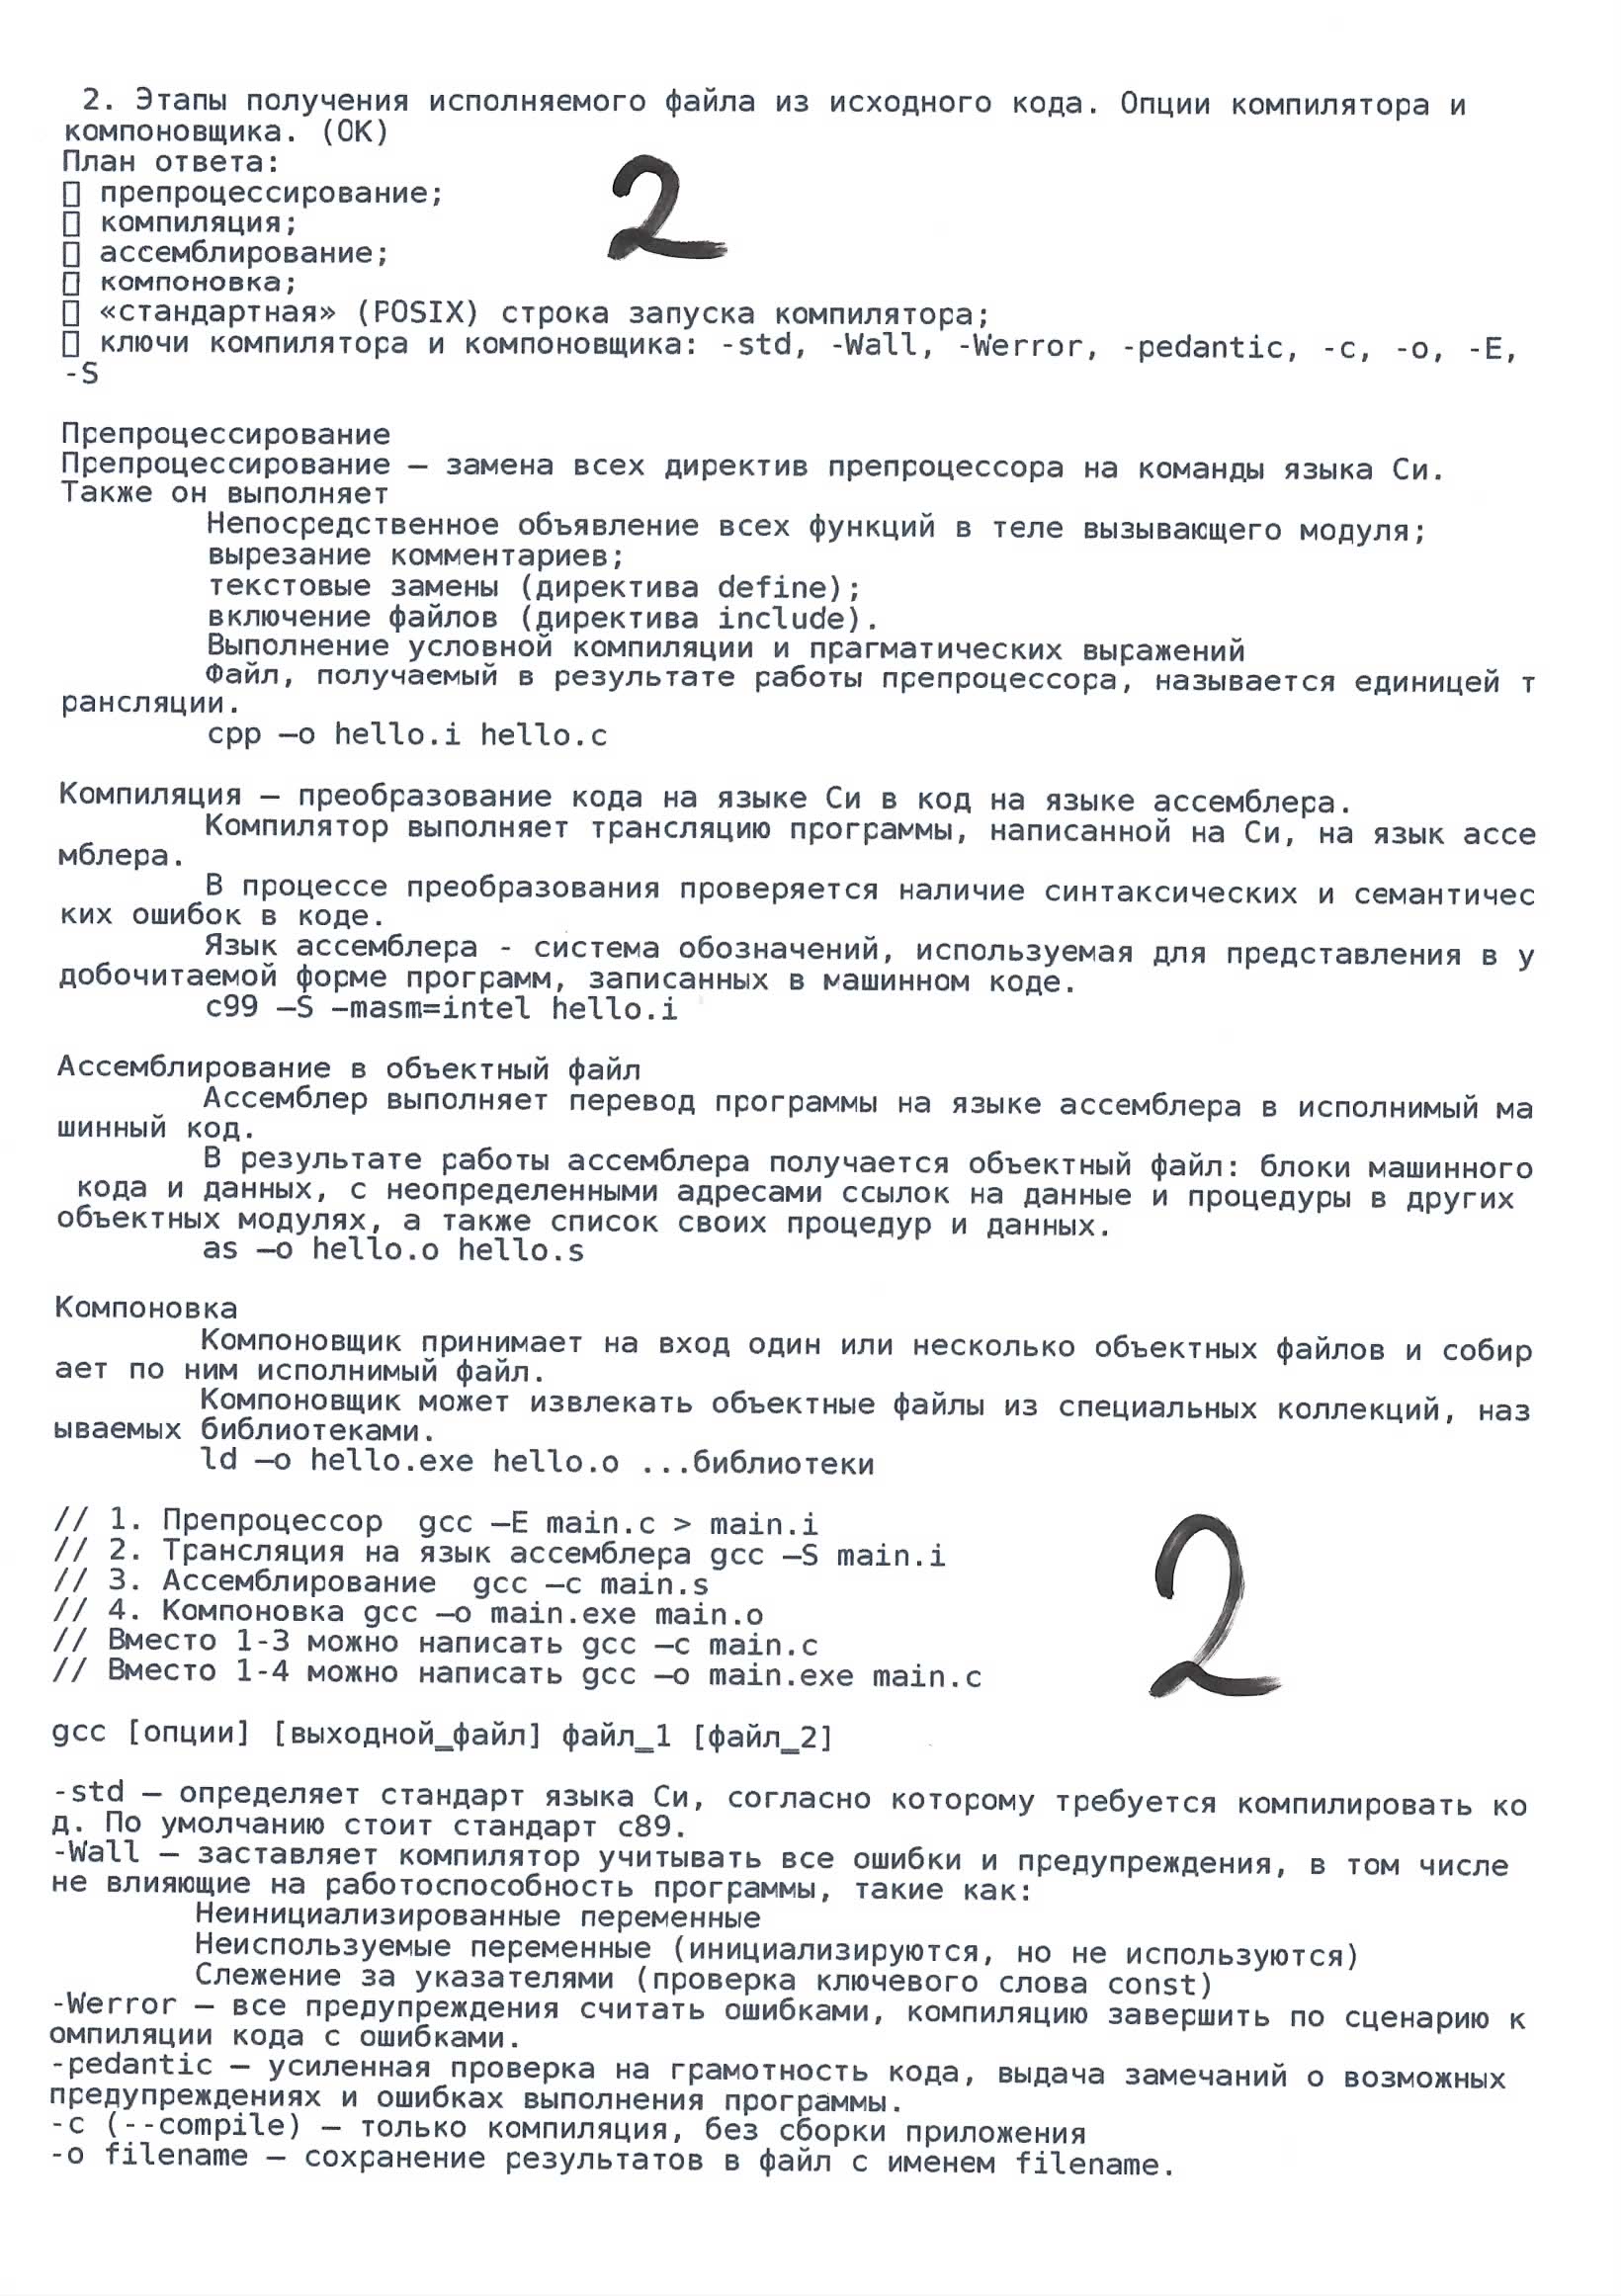 2. Этапы получения исполняемого файла из исходного кода. Опции компилятора и
компоновщика. (ОК)
План ответа:
▯ препроцессирование;
▯ компиляция;
▯ ассемблирование;
▯ компоновка;
▯ «стандартная» (POSIX) строка запуска компилятора;
▯ ключи компилятора и компоновщика: -std, -Wall, -Werror, -pedantic, -c, -o, -E,
-S
2
Препроцессирование
Препроцессирование – замена всех директив препроцессора на команды языка Си.
Также он выполняет
Непосредственное объявление всех функций в теле вызывающего модуля;
вырезание комментариев;
текстовые замены (директива define);
включение файлов (директива include).
Выполнение условной компиляции и прагматических выражений
Файл, получаемый в результате работы препроцессора, называется единицей т
рансляции.
cpp –o hello.i hello.c
Компиляция – преобразование кода на языке Си в код на языке ассемблера.
Компилятор выполняет трансляцию программы, написанной на Си, на язык ассе
мблера.
В процессе преобразования проверяется наличие синтаксических и семантичес
ких ошибок в коде.
Язык ассемблера - система обозначений, используемая для представления в у
добочитаемой форме программ, записанных в машинном коде.
c99 –S –masm=intel hello.i
Ассемблирование в объектный файл
Ассемблер выполняет перевод программы на языке ассемблера в исполнимый ма
шинный код.
В результате работы ассемблера получается объектный файл: блоки машинного
кода и данных, с неопределенными адресами ссылок на данные и процедуры в других
объектных модулях, а также список своих процедур и данных.
as –o hello.o hello.s
Компоновка
Компоновщик принимает на вход один или несколько объектных файлов и собир
ает по ним исполнимый файл.
Компоновщик может извлекать объектные файлы из специальных коллекций, наз
ываемых библиотеками.
ld –o hello.exe hello.o ...библиотеки
// 1. Препроцессор  gcc –E main.c > main.i
// 2. Трансляция на язык ассемблера gcc –S main.i
// 3. Ассемблирование  gcc –c main.s
// 4. Компоновка gcc –o main.exe main.o
// Вместо 1-3 можно написать gcc –c main.c
// Вместо 1-4 можно написать gcc –o main.exe main.c
2
gcc [опции] [выходной_файл] файл_1 [файл_2]
-std – определяет стандарт языка Си, согласно которому требуется компилировать ко
д. По умолчанию стоит стандарт c89.
-Wall – заставляет компилятор учитывать все ошибки и предупреждения, в том числе
не влияющие на работоспособность программы, такие как:
Неинициализированные переменные
Неиспользуемые переменные (инициализируются, но не используются)
Слежение за указателями (проверка ключевого слова const)
-Werror – все предупреждения считать ошибками, компиляцию завершить по сценарию к
омпиляции кода с ошибками.
-pedantic – усиленная проверка на грамотность кода, выдача замечаний о возможных
предупреждениях и ошибках выполнения программы.
-c (--compile) – только компиляция, без сборки приложения
-o filename – сохранение результатов в файл с именем filename.